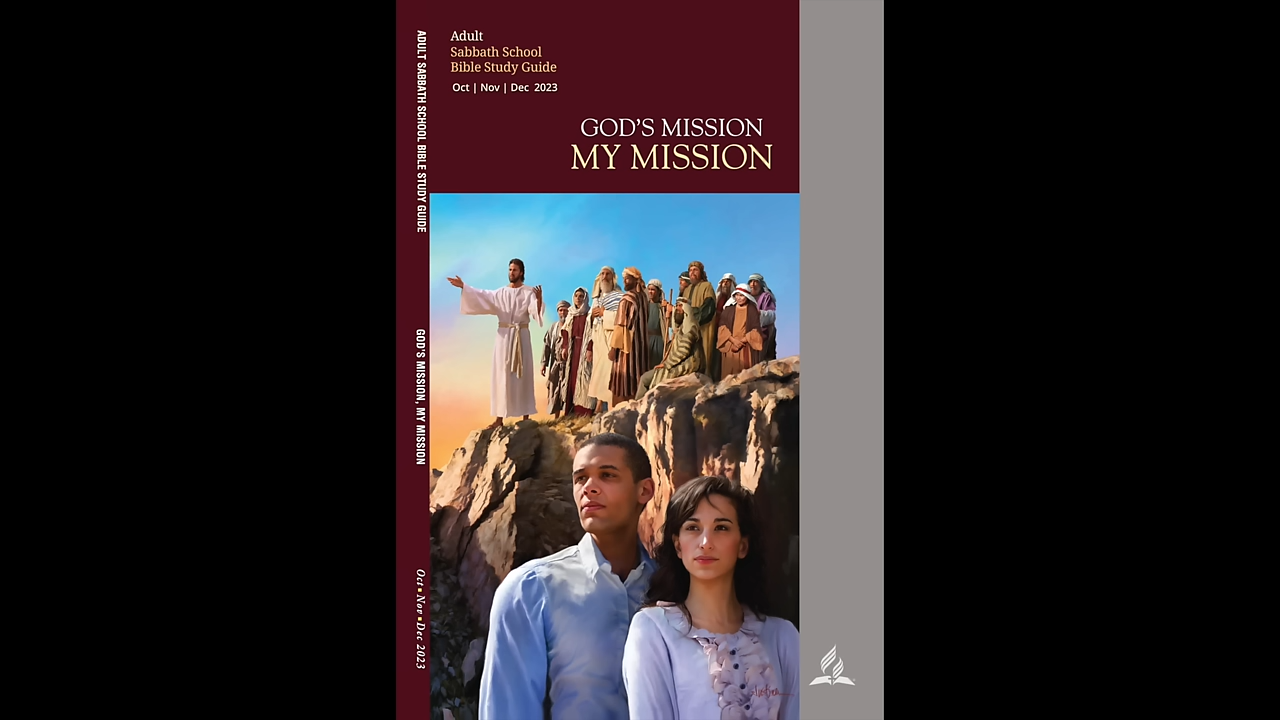 Adult
Sabbath School
Bible Study Guide
Oct | Nov | Dec 2023
GOD'S MISSION
MY MISSION
ADULT SABBATH SCHOOL BIBLE STUDY GUIDE
GOD'S MISSION, MY MISSION
Oct • Nov • Dec 2023